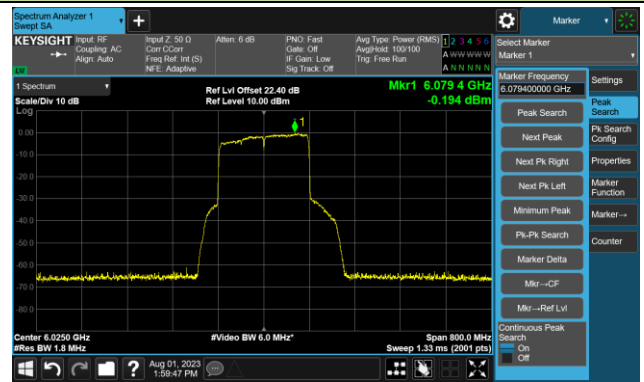 Spectrum Analyzer 1
Swept SA
Marker
KEYSIGHT
Input: RF
Coupling: AC
Align: Auto
Input Z: 50 Ω
Corr CCorr
Freq Ref: Int (S)
NFE: Adaptive
Atten: 6 dB
PNO: Fast
Gate: Off
IF Gain: Low
Sig Track: Off
Avg Type: Power (RMS)
Avg|Hold: 100/100
Trig: Free Run
1 2 3 4 5 6
A W W W W W
A N N N N N
LXI
Select Marker
Marker 1
1 Spectrum
Scale/Div 10 dB
Log
Ref Lvl Offset 22.40 dB
Ref Level 10.00 dBm
Mkr1 6.079 4 GHz
-0.194 dBm
1
0.00
-10.0
-20.0
-30.0
-40.0
-50.0
-60.0
-70.0
-80.0
Center 6.0250 GHz
#Res BW 1.8 MHz
#Video BW 6.0 MHz*
Span 800.0 MHz
Sweep 1.33 ms (2001 pts)
Marker Frequency
6.079400000 GHz
Peak Search
Next Peak
Next Pk Right
Next Pk Left
Minimum Peak
Pk-Pk Search
Marker Delta
Mkr→CF
Mkr→Ref Lvl
Continuous Peak
Search
On
Off
Settings
Peak
Search
Pk Search
Config
Properties
Marker
Function
Marker→
Counter
Aug 01, 2023
1:59:47 PM